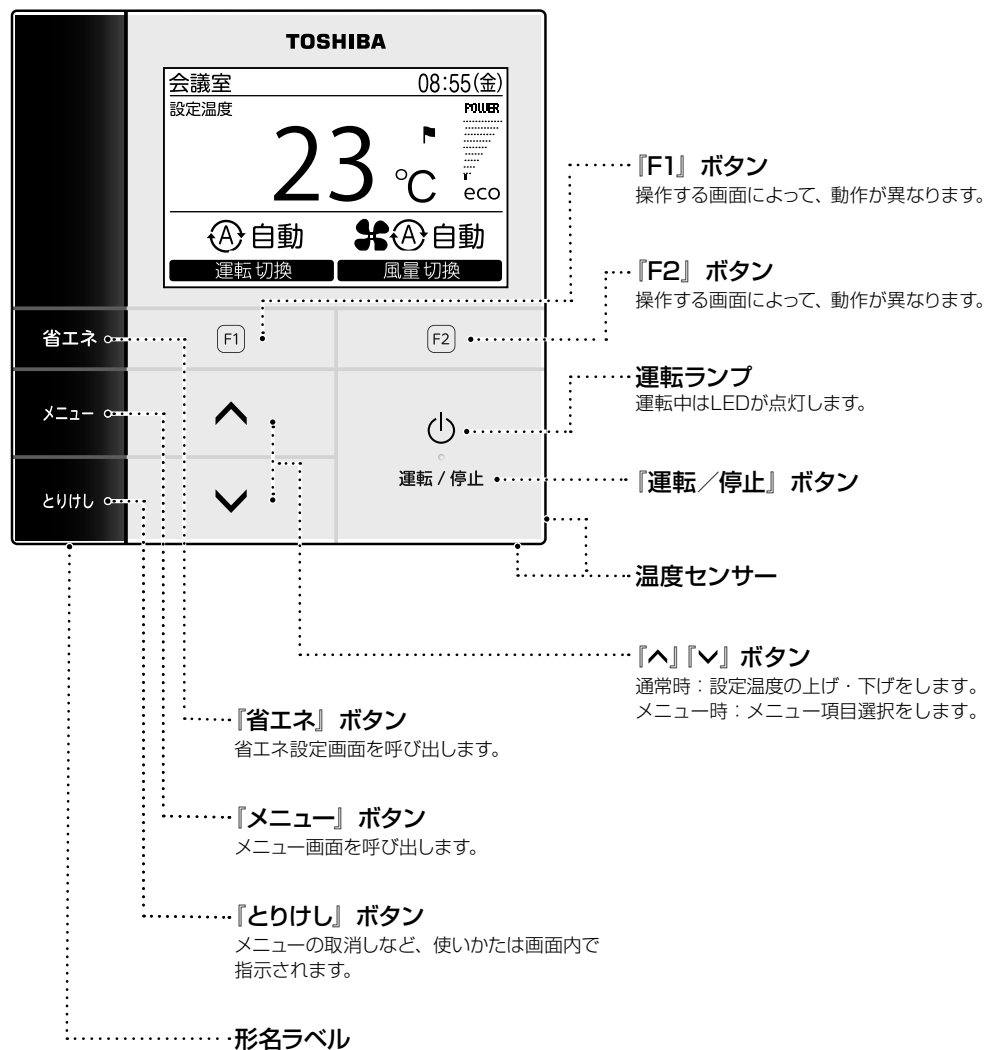 TOSHIBA
会議室 08:55(金)
設定温度 POWER
23 ℃
eco
自動 自動
運転切換 風量切換
省エネ F1 F2
メニュー
運転 / 停止
とりけし
『F1』ボタン
操作する画面によって、動作が異なります。
『F2』ボタン
操作する画面によって、動作が異なります。
運転ランプ
運転中はLEDが点灯します。
『運転／停止』ボタン
温度センサー
『∧』『∨』ボタン
通常時：設定温度の上げ・下げをします。
メニュー時：メニュー項目選択をします。
『省エネ』ボタン
省エネ設定画面を呼び出します。
『メニュー』ボタン
メニュー画面を呼び出します。
『とりけし』ボタン
メニューの取消しなど、使いかたは画面内で
指示されます。
形名ラベル